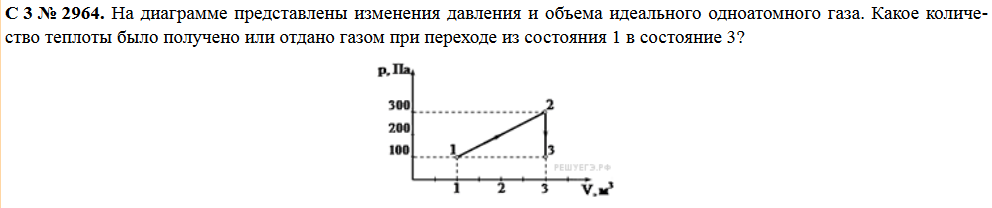 С 3 № 2964. На диаграмме представлены изменения давления и объема идеального одноатомного газа. Какое количе-
ство теплоты было получено или отдано газом при переходе из состояния 1 в состояние 3?
р, Па
300
2
200
100
1
3
РЕШУЕГЭ.РФ
1
2
3
V, м³